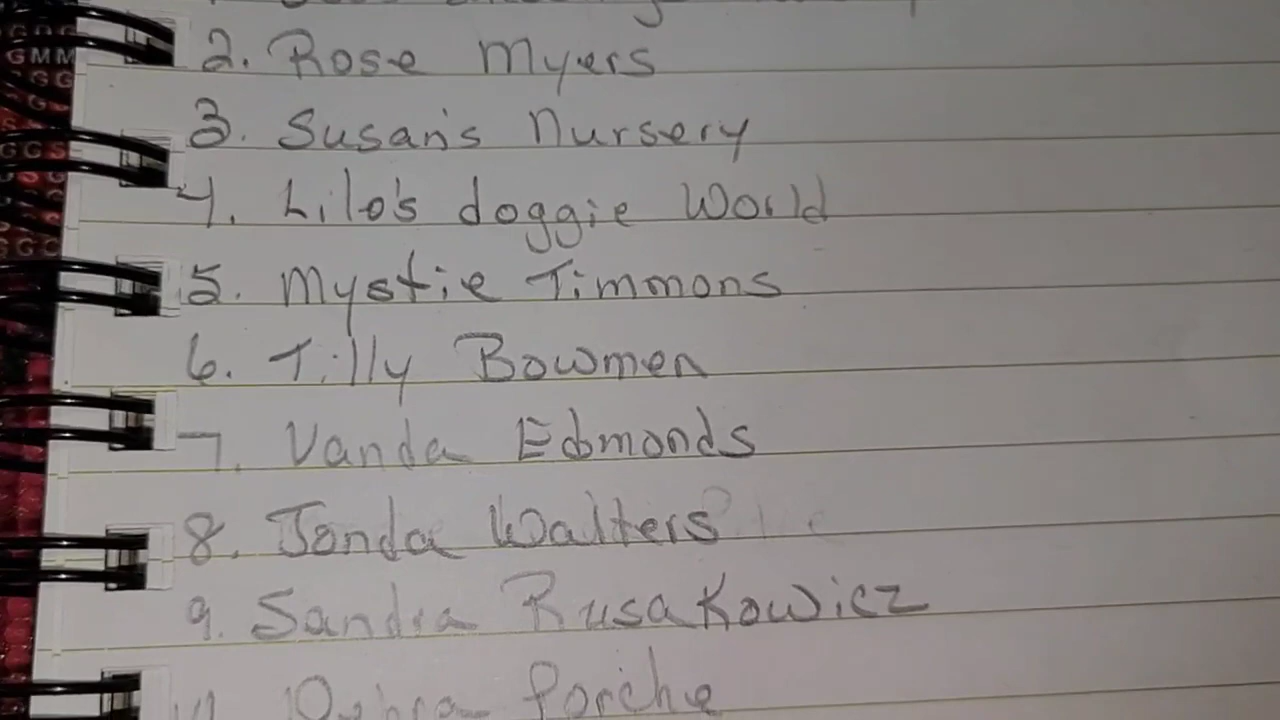 2. Rose Myers
3. Susan's Nursery
4. Lilo's doggie World
5. Mystie Timmons
6. Tilly Bowmen
7. Vanda Edmonds
8. Jonda Walters
9. Sandra Rusakowicz
Porche